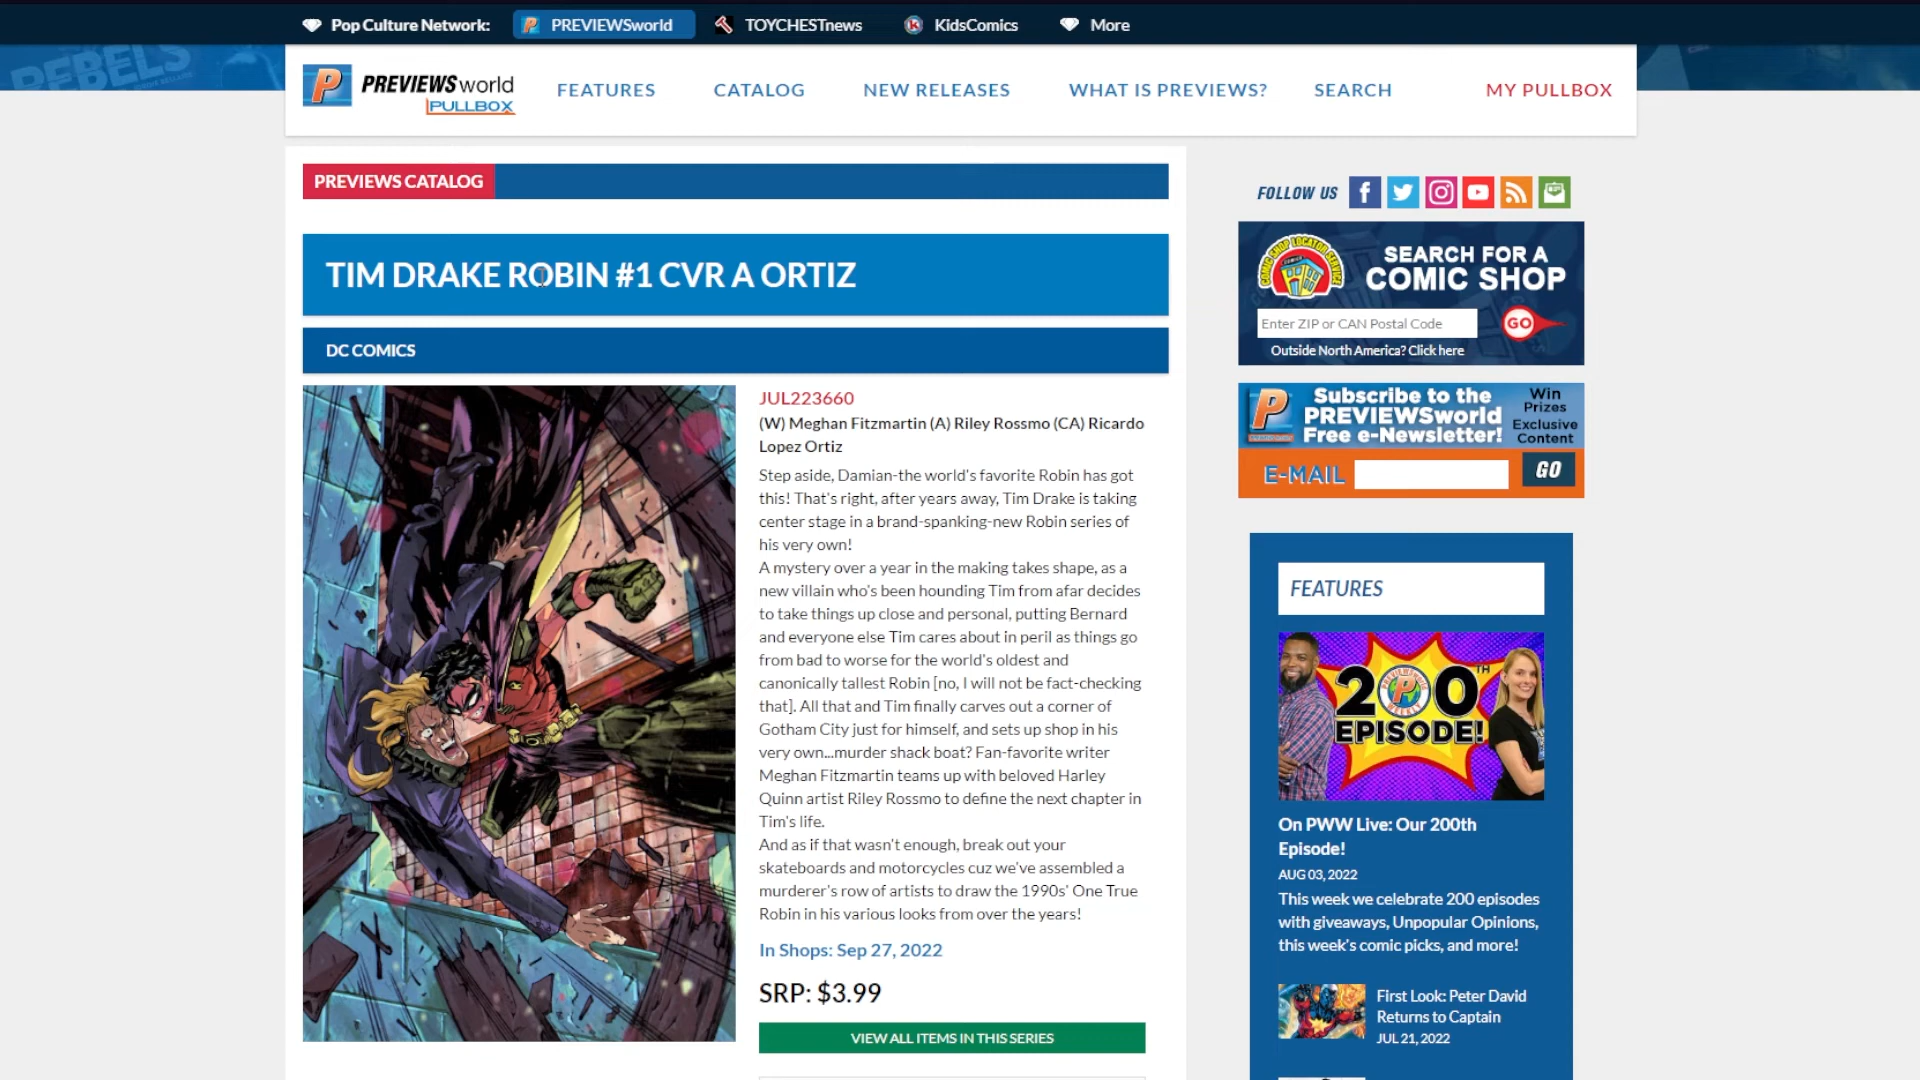 Pop Culture Network:
PREVIEWSworld
TOYCHESTnews
KidsComics
More
REBELS
PREVIEWSworld
PULLBOX
FEATURES
CATALOG
NEW RELEASES
WHAT IS PREVIEWS?
SEARCH
MY PULLBOX
PREVIEWS CATALOG
TIM DRAKE ROBIN #1 CVR A ORTIZ
DC COMICS
JUL223660
(W) Meghan Fitzmartin (A) Riley Rossmo (CA) Ricardo
Lopez Ortiz
Step aside, Damian-the world's favorite Robin has got
this! That's right, after years away, Tim Drake is taking
center stage in a brand-spanking-new Robin series of
his very own!
A mystery over a year in the making takes shape, as a
new villain who's been hounding Tim from afar decides
to take things up close and personal, putting Bernard
and everyone else Tim cares about in peril as things go
from bad to worse for the world's oldest and
canonically tallest Robin [no, I will not be fact-checking
that]. All that and Tim finally carves out a corner of
Gotham City just for himself, and sets up shop in his
very own...murder shack boat? Fan-favorite writer
Meghan Fitzmartin teams up with beloved Harley
Quinn artist Riley Rossmo to define the next chapter in
Tim's life.
And as if that wasn't enough, break out your
skateboards and motorcycles cuz we've assembled a
murderer's row of artists to draw the 1990s' One True
Robin in his various looks from over the years!
In Shops: Sep 27, 2022
SRP: $3.99
VIEW ALL ITEMS IN THIS SERIES
FOLLOW US
COMIC SHOP LOCATOR SERVICE
SEARCH FOR A
COMIC SHOP
Enter ZIP or CAN Postal Code
GO
Outside North America? Click here
Subscribe to the
PREVIEWSworld
Free e-Newsletter!
Win
Prizes
Exclusive
Content
E-MAIL
GO
FEATURES
200TH
EPISODE!
On PWW Live: Our 200th
Episode!
AUG 03, 2022
This week we celebrate 200 episodes
with giveaways, Unpopular Opinions,
this week's comic picks, and more!
First Look: Peter David
Returns to Captain
JUL 21, 2022